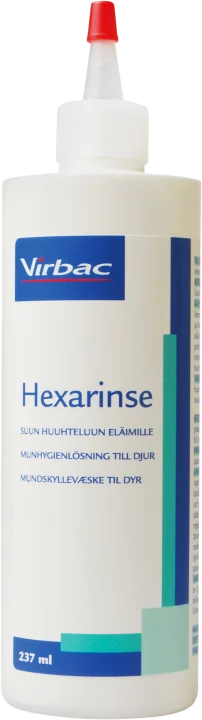 Virbac
Hexarinse
SUUN HUUHTELUUN ELÄIMILLE
MUNHYGIENLÖSNING TILL DJUR
MUNDSKYLLEVÆSKE TIL DYR
237 ml